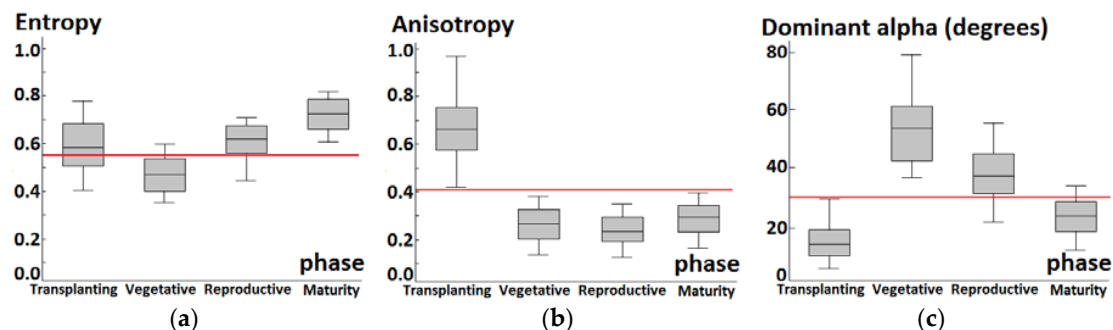 Entropy
1.0
0.8
0.6
0.4
0.2
0.0
phase
Transplanting Vegetative Reproductive Maturity
(a)
Anisotropy
1.0
0.8
0.6
0.4
0.2
0.0
phase
Transplanting Vegetative Reproductive Maturity
(b)
Dominant alpha (degrees)
80
60
40
20
0
phase
Transplanting Vegetative Reproductive Maturity
(c)